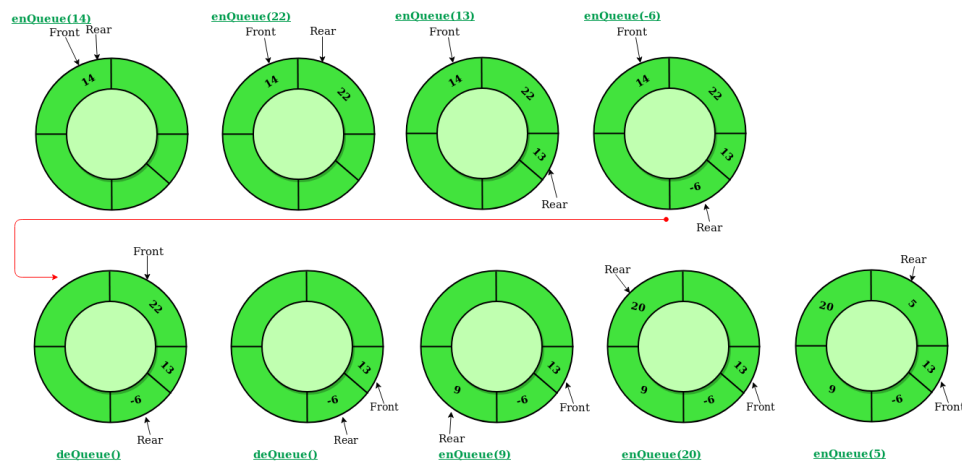 enQueue(14)
Front
Rear
14
enQueue(22)
Front
Rear
14
22
enQueue(13)
Front
14
22
13
Rear
enQueue(-6)
Front
14
22
13
-6
Rear
Front
22
13
-6
Rear
deQueue()
13
-6
Front
Rear
deQueue()
9
13
-6
Front
Rear
enQueue(9)
Rear
20
9
13
-6
Front
enQueue(20)
Rear
20
5
9
13
-6
Front
enQueue(5)